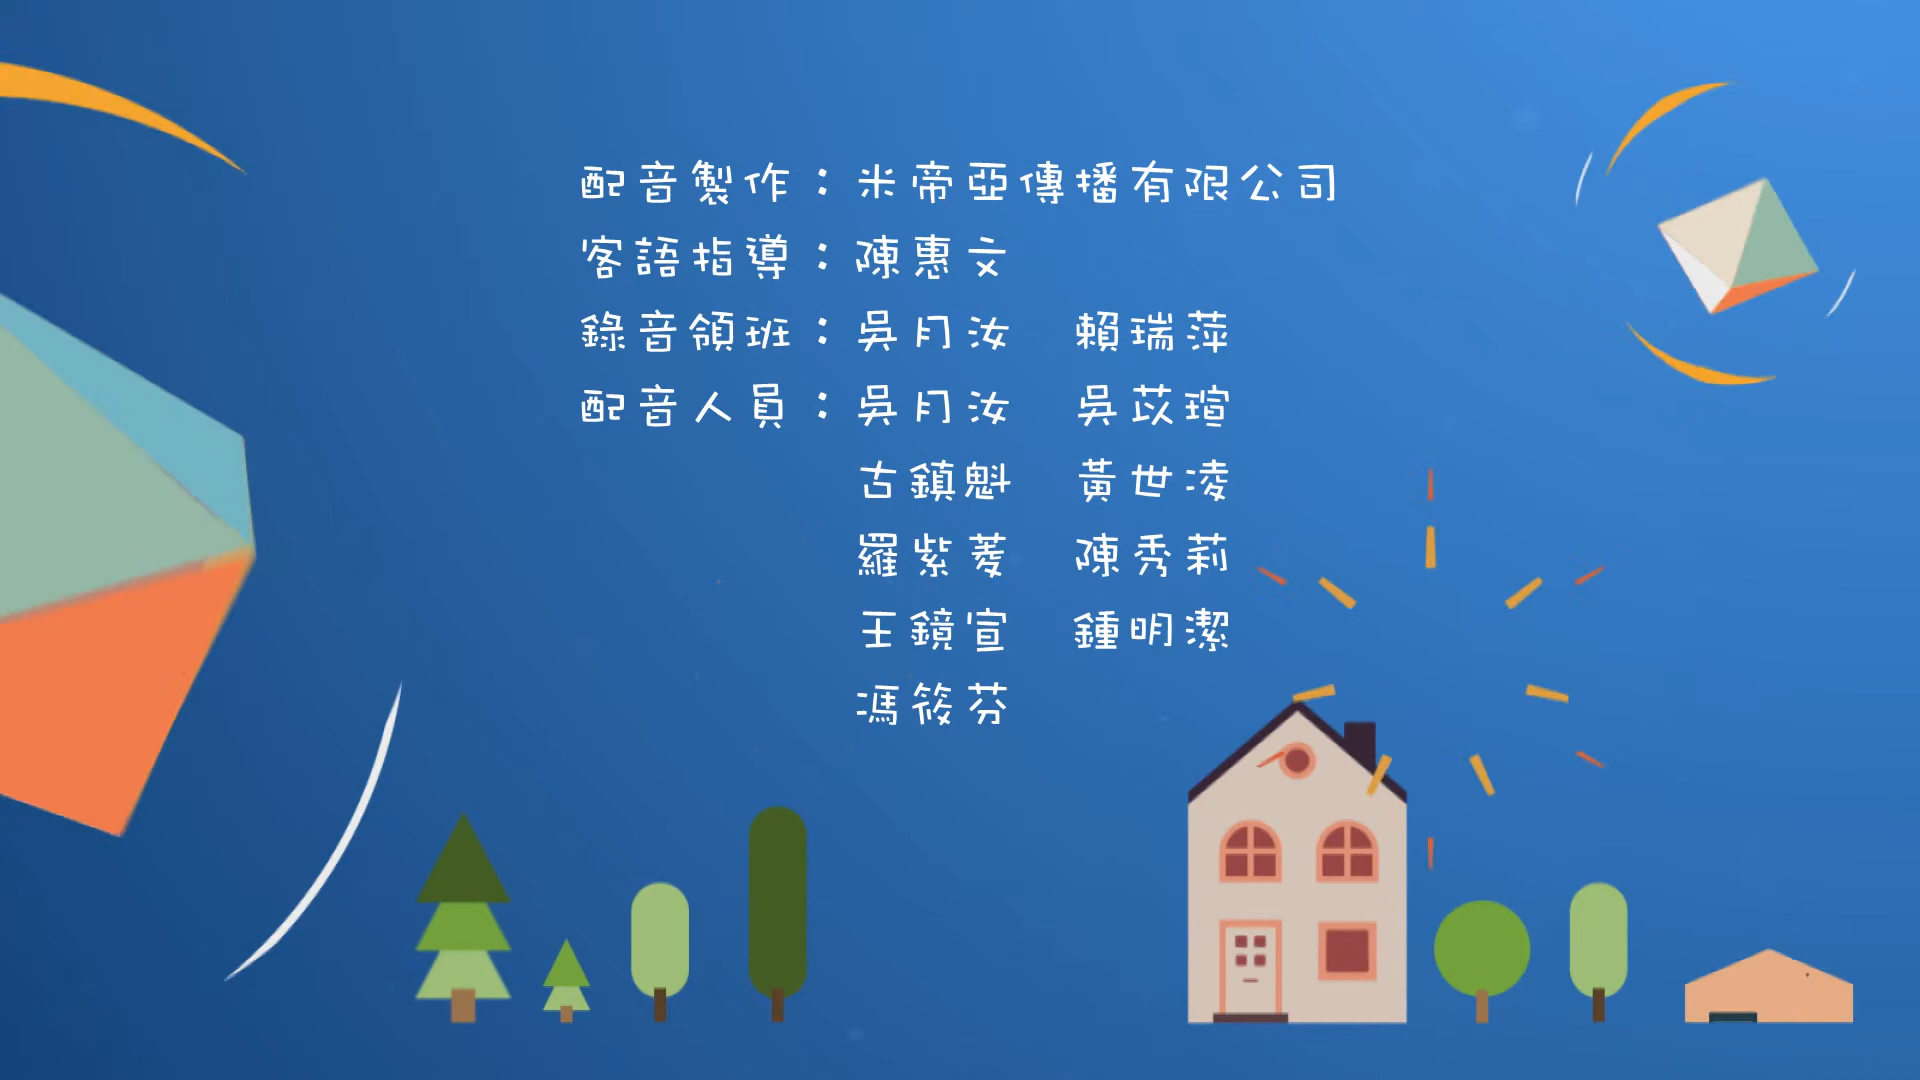 配音製作：米帝亞傳播有限公司
客語指導：陳惠文
錄音領班：吳月汝　賴瑞萍
配音人員：吳月汝　吳苡瑄
古鎮魁　黃世凌
羅紫菱　陳秀莉
王鏡宣　鍾明潔
馮筱芬